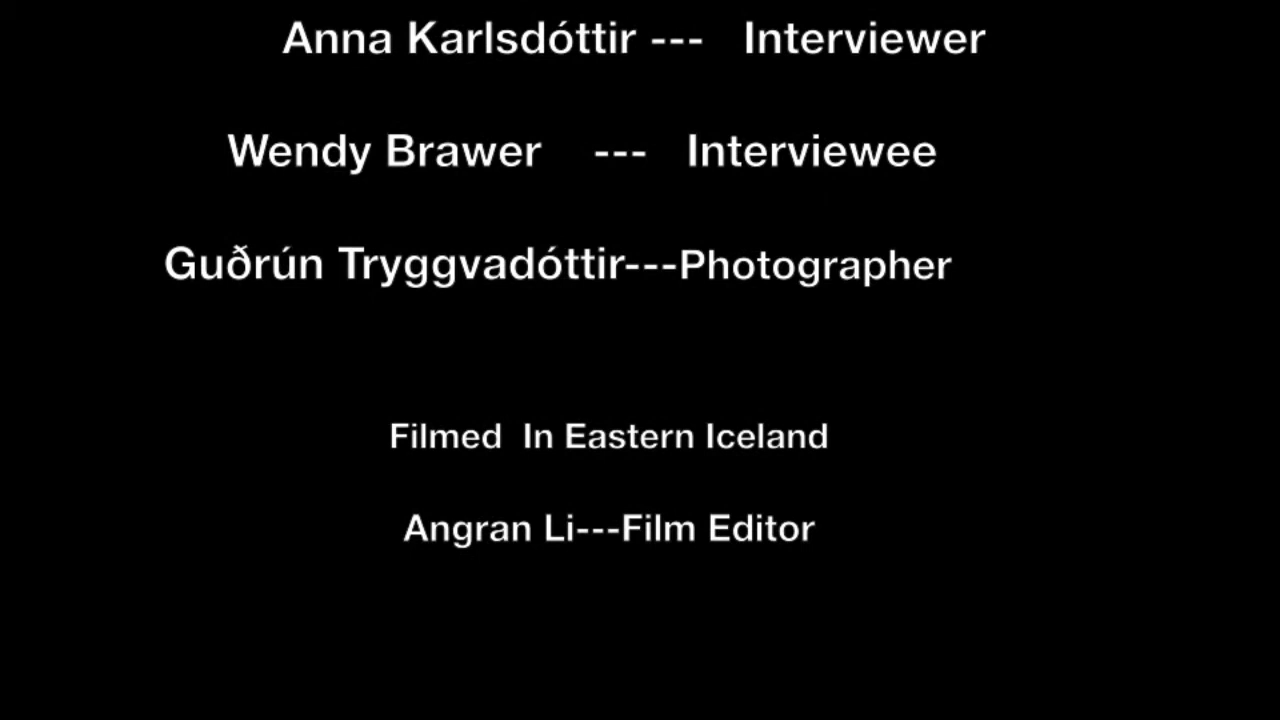 Anna Karlsdóttir --- Interviewer
Wendy Brawer --- Interviewee
Guðrún Tryggvadóttir---Photographer
Filmed In Eastern Iceland
Angran Li---Film Editor